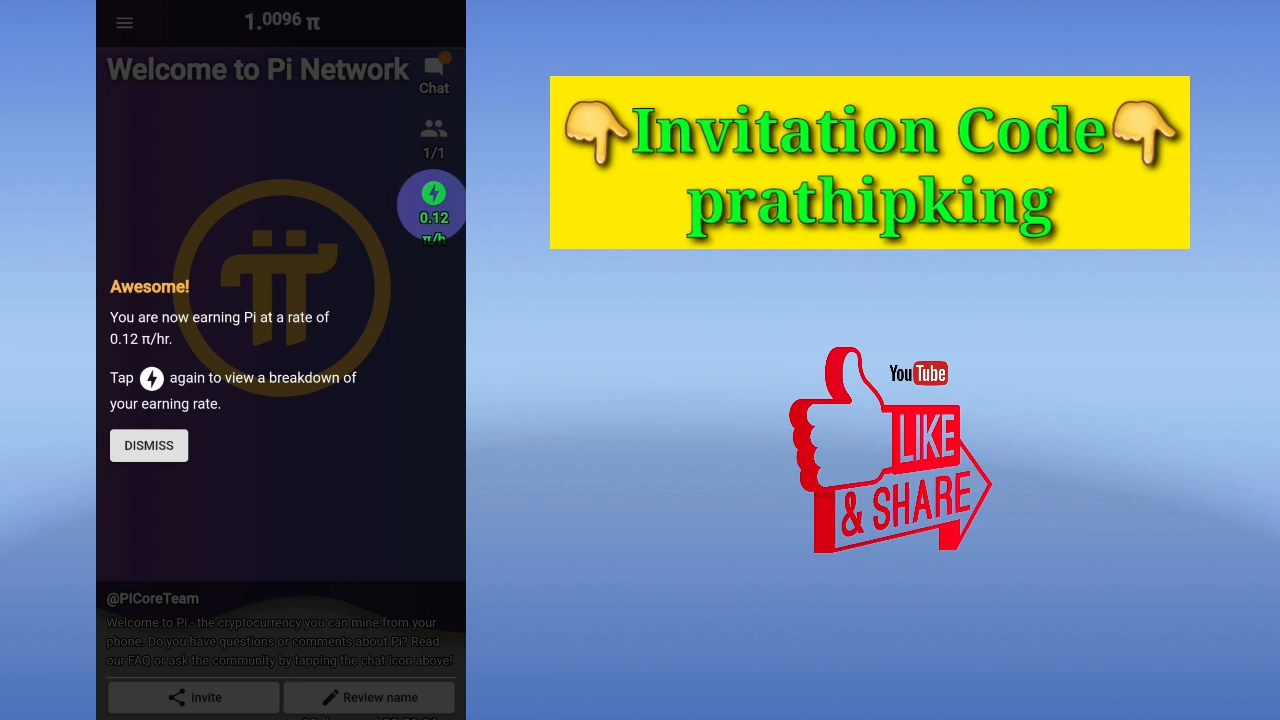 1.0096 π
Welcome to Pi Network
Chat
1/1
0.12
π/h
Awesome!
You are now earning Pi at a rate of
0.12 π/hr.
Tap again to view a breakdown of
your earning rate.
DISMISS
@PiCoreTeam
Welcome to Pi - the cryptocurrency you can mine from your
phone. Do you have questions or comments about Pi? Read
our FAQ or ask the community by tapping the chat icon above!
invite
Review name
👇Invitation Code👇
prathipking
YouTube
LIKE
& SHARE